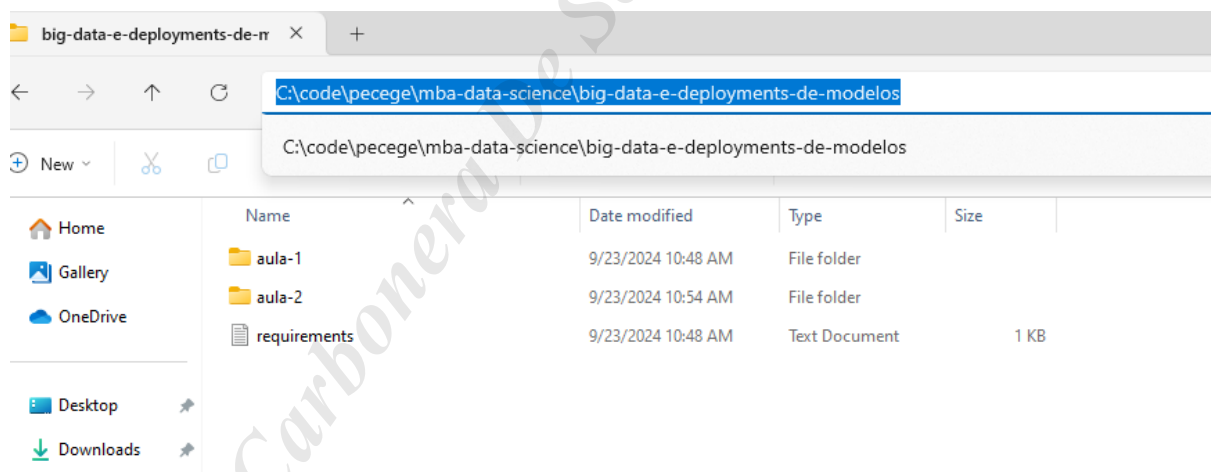 big-data-e-deployments-de-m
C:\code\pecege\mba-data-science\big-data-e-deployments-de-modelos
C:\code\pecege\mba-data-science\big-data-e-deployments-de-modelos
New
Name Date modified Type Size
Home
aula-1 9/23/2024 10:48 AM File folder
Gallery
aula-2 9/23/2024 10:54 AM File folder
OneDrive
requirements 9/23/2024 10:48 AM Text Document 1 KB
Desktop
Downloads
Carbonera De S